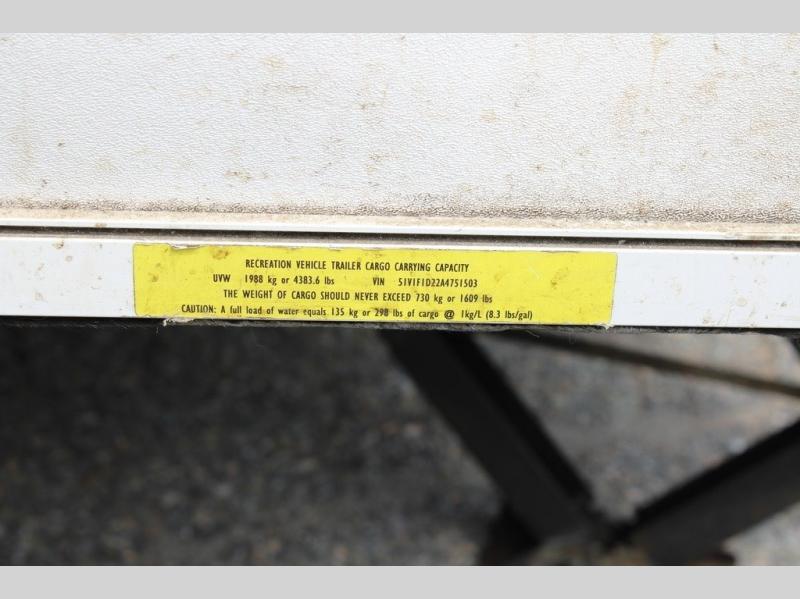 RECREATION VEHICLE TRAILER CARGO CARRYING CAPACITY
UVW 1988 kg or 4383.6 lbs VIN 51V1F1D22A4751503
THE WEIGHT OF CARGO SHOULD NEVER EXCEED 730 kg or 1609 lbs
CAUTION: A full load of water equals 135 kg or 298 lbs of cargo @ 1kg/L (8.3 lbs/gal)